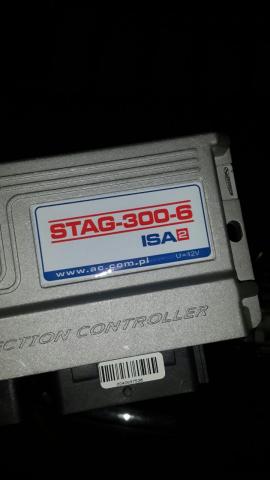 STAG-300-6
ISA2
www.ac.com.pl U=12V
CTION CONTROLLER